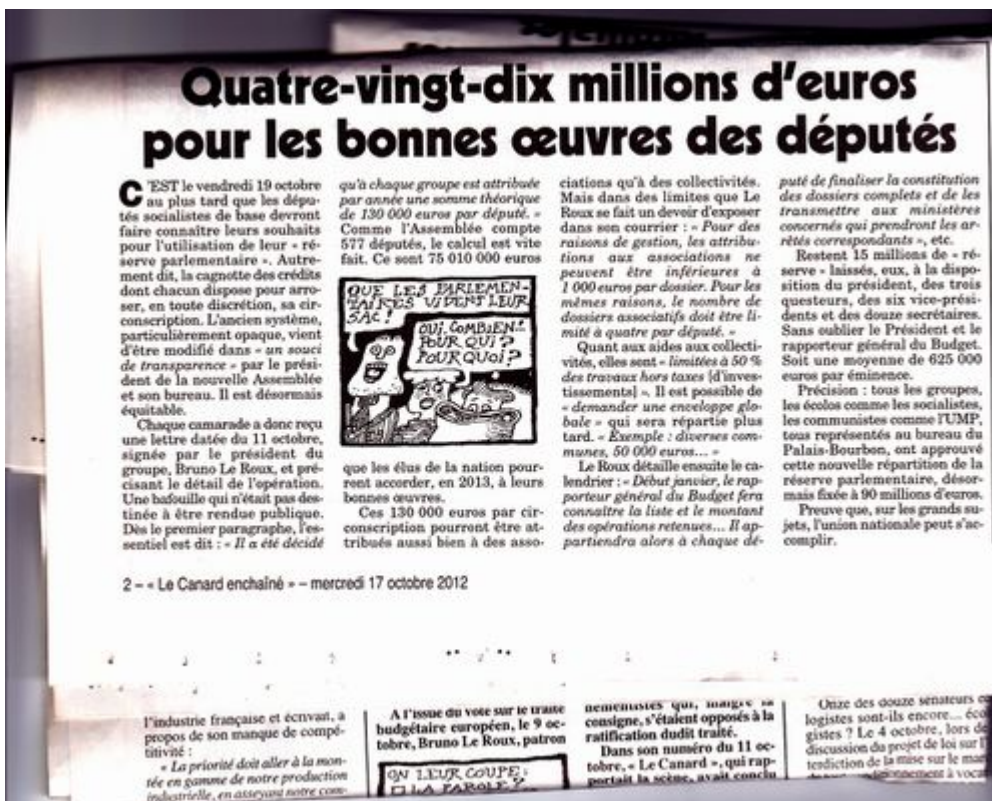 Quatre-vingt-dix millions d'euros
pour les bonnes œuvres des députés
C'EST le vendredi 19 octobre
au plus tard que les dépu-
tés socialistes de base devront
faire connaître leurs souhaits
pour l'utilisation de leur « ré-
serve parlementaire ». Autre-
ment dit, la cagnotte des crédits
dont chacun dispose pour arro-
ser, en toute discrétion, sa cir-
conscription. L'ancien système,
particulièrement opaque, vient
d'être modifié dans « un souci
de transparence » par le prési-
dent de la nouvelle Assemblée
et son bureau. Il est désormais
équitable.
Chaque camarade a donc reçu
une lettre datée du 11 octobre,
signée par le président du
groupe, Bruno Le Roux, et pré-
cisant le détail de l'opération.
Une bafouille qui n'était pas des-
tinée à être rendue publique.
Dès le premier paragraphe, l'es-
sentiel est dit : « Il a été décidé
qu'à chaque groupe est attribuée
par année une somme théorique
de 130 000 euros par député. »
Comme l'Assemblée compte
577 députés, le calcul est vite
fait. Ce sont 75 010 000 euros
QUE LES PARLEMEN-
TAIRES VIDENT LEUR
SAC !
OUI. COMBIEN ?
POUR QUI ?
POUR QUOI ?
que les élus de la nation pour-
ront accorder, en 2013, à leurs
bonnes œuvres.
Ces 130 000 euros par cir-
conscription pourront être at-
tribués aussi bien à des asso-
ciations qu'à des collectivités.
Mais dans des limites que Le
Roux se fait un devoir d'exposer
dans son courrier : « Pour des
raisons de gestion, les attribu-
tions aux associations ne
peuvent être inférieures à
1 000 euros par dossier. Pour les
mêmes raisons, le nombre de
dossiers associatifs doit être li-
mité à quatre par député. »
Quant aux aides aux collecti-
vités, elles sont « limitées à 50 %
des travaux hors taxes [d'inves-
tissements] ». Il est possible de
« demander une enveloppe glo-
bale » qui sera répartie plus
tard. « Exemple : diverses com-
munes, 50 000 euros... »
Le Roux détaille ensuite le ca-
lendrier : « Début janvier, le rap-
porteur général du Budget fera
connaître la liste et le montant
des opérations retenues... Il ap-
partiendra alors à chaque dé-
puté de finaliser la constitution
des dossiers complets et de les
transmettre aux ministères
concernés qui prendront les ar-
rêtés correspondants », etc.
Restent 15 millions de « ré-
serve » laissés, eux, à la dispo-
sition du président, des trois
questeurs, des six vice-prési-
dents et des douze secrétaires.
Sans oublier le Président et le
rapporteur général du Budget.
Soit une moyenne de 625 000
euros par éminence.
Précision : tous les groupes,
les écolos comme les socialistes,
les communistes comme l'UMP,
tous représentés au bureau du
Palais-Bourbon, ont approuvé
cette nouvelle répartition de la
réserve parlementaire, désor-
mais fixée à 90 millions d'euros.
Preuve que, sur les grands su-
jets, l'union nationale peut s'ac-
complir.
2 – « Le Canard enchaîné » – mercredi 17 octobre 2012
l'industrie française et écrivait, à
propos de son manque de compé-
titivité :
« La priorité doit aller à la mon-
tée en gamme de notre production
industrielle, en asseyant notre com-
A l'issue du vote sur le traité
budgétaire européen, le 9 oc-
tobre, Bruno Le Roux, patron
ON LEUR COUPE
LA PAROLE ?
nementistes qui, malgré la
consigne, s'étaient opposés à la
ratification dudit traité.
Dans son numéro du 11 oc-
tobre, « Le Canard », qui rap-
portait la scène, avait conclu
Onze des douze sénateurs
logistes sont-ils encore... éco
gistes ? Le 4 octobre, lors de
discussion du projet de loi sur l'
terdiction de la mise sur le mar